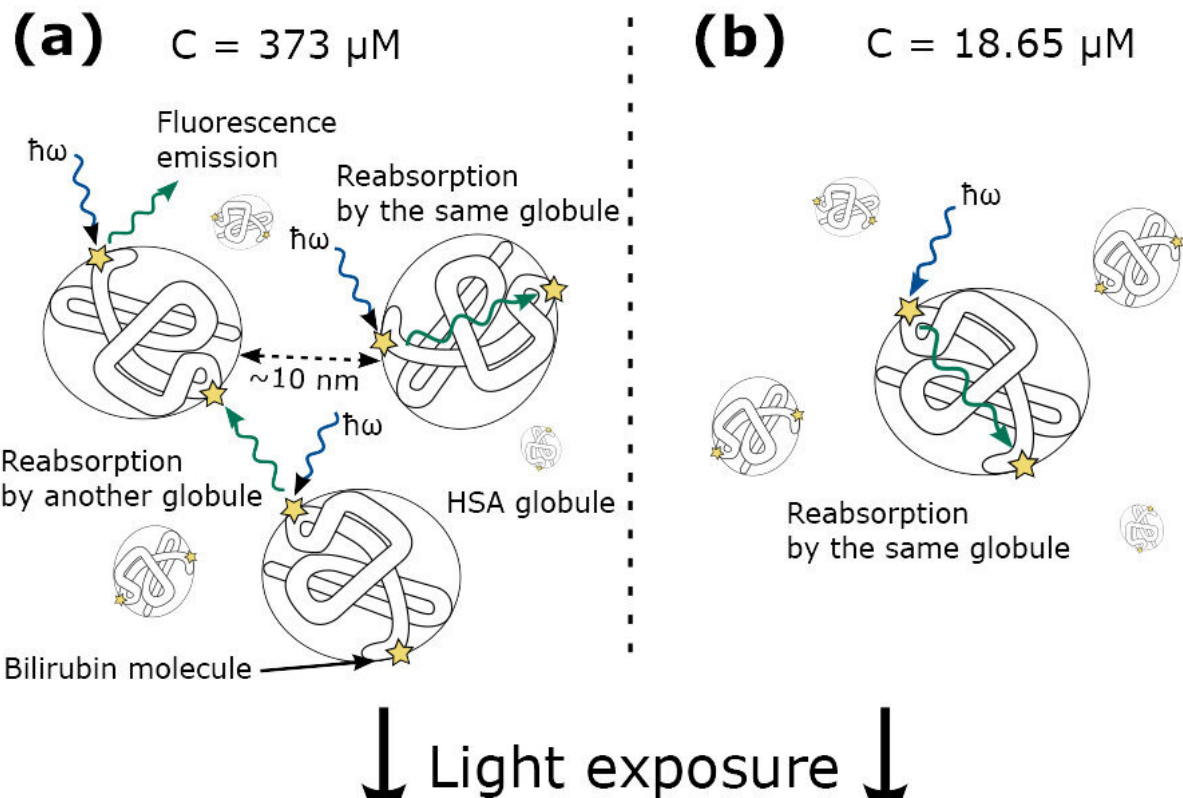 (a) C = 373 μM
Fluorescence
emission
ħω
Reabsorption
by the same globule
ħω
~10 nm
ħω
Reabsorption
by another globule
HSA globule
Bilirubin molecule
(b) C = 18.65 μM
ħω
Reabsorption
by the same globule
Light exposure